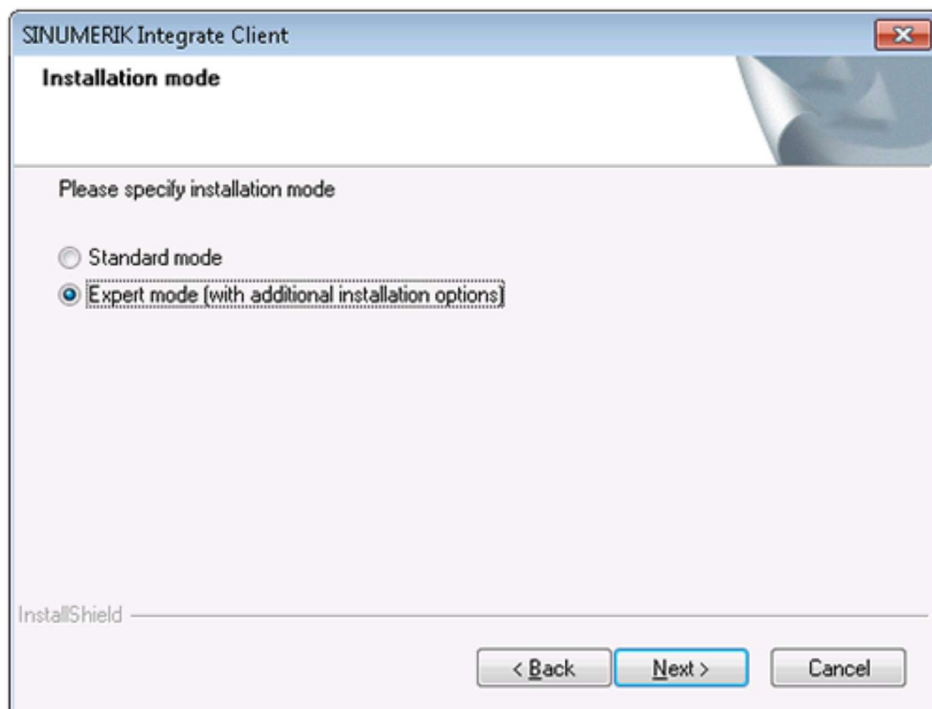 SINUMERIK Integrate Client
Installation mode
Please specify installation mode
Standard mode
Expert mode (with additional installation options)
InstallShield
< Back
Next >
Cancel